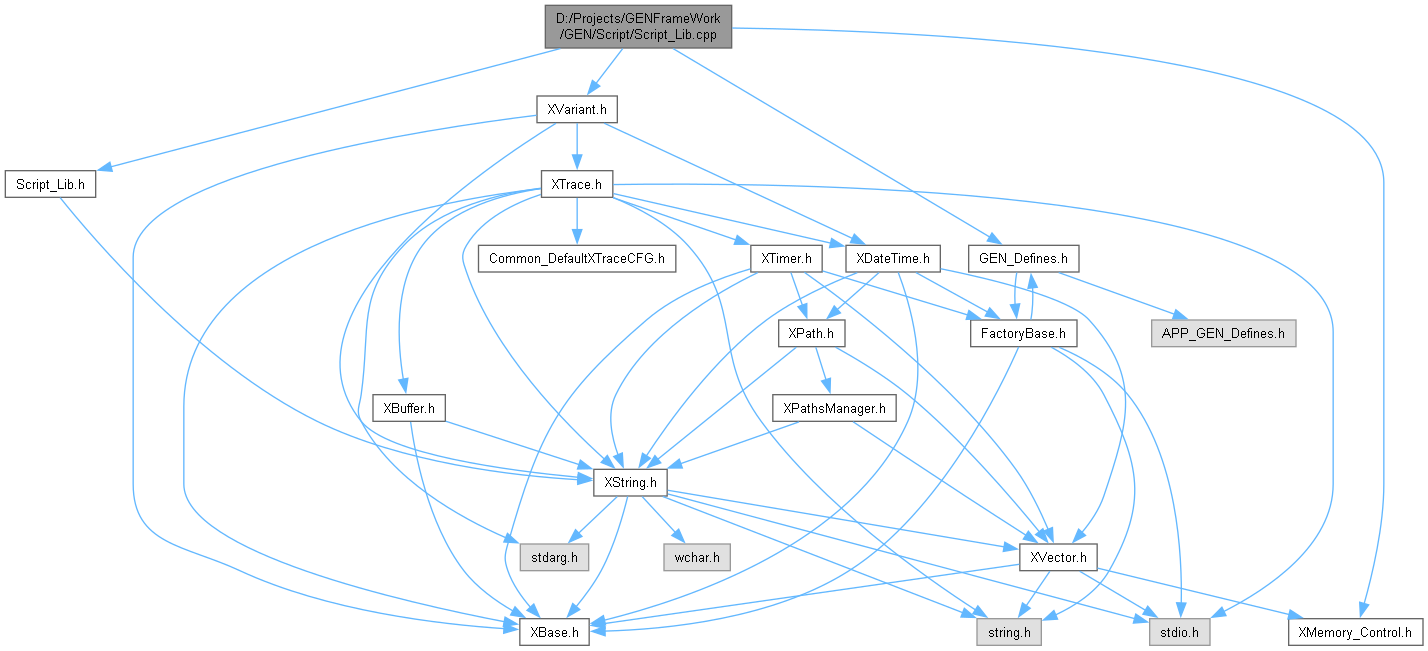 D:/Projects/GENFrameWork
/GEN/Script/Script_Lib.cpp
XVariant.h
Script_Lib.h
XTrace.h
Common_DefaultXTraceCFG.h
XTimer.h
XDateTime.h
GEN_Defines.h
XPath.h
FactoryBase.h
APP_GEN_Defines.h
XBuffer.h
XPathsManager.h
XString.h
stdarg.h
wchar.h
XVector.h
XBase.h
string.h
stdio.h
XMemory_Control.h